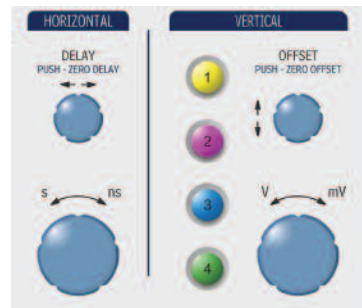 HORIZONTAL
DELAY
PUSH - ZERO DELAY
s ns
VERTICAL
1
OFFSET
PUSH - ZERO OFFSET
2
3
V mV
4